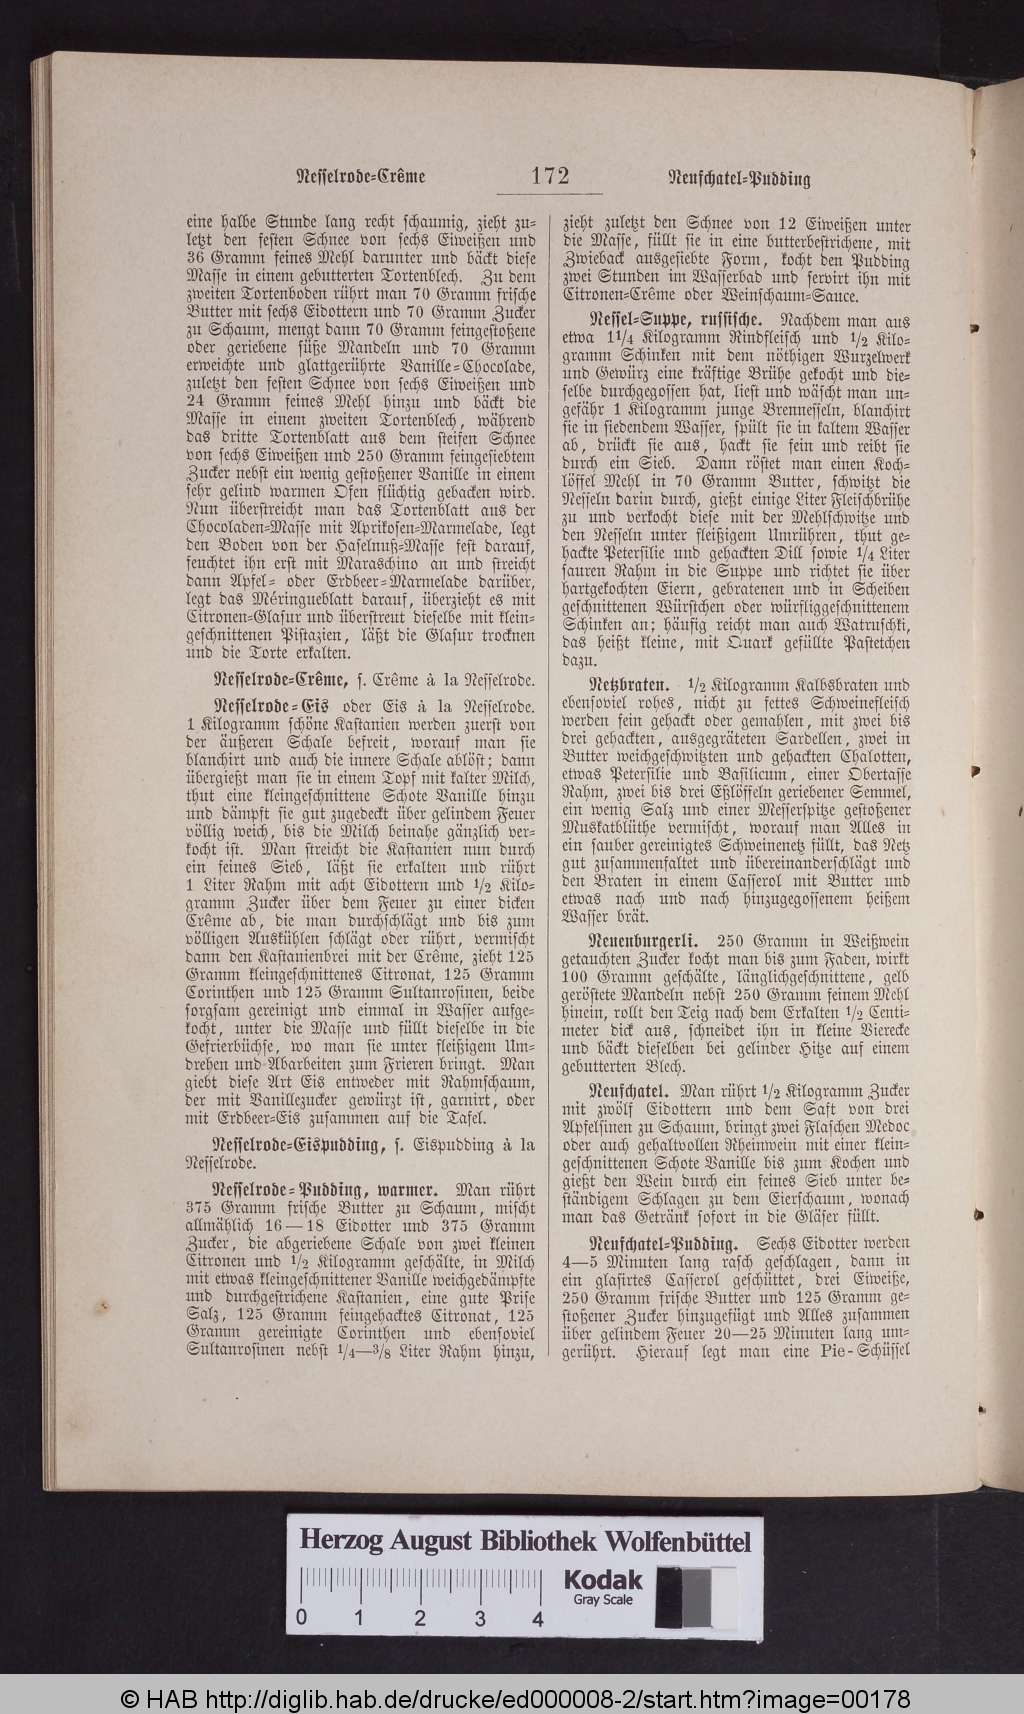 Nesselrode-Crême
172
Neufchatel-Pudding
eine halbe Stunde lang recht schaumig, zieht zu-
letzt den festen Schnee von sechs Eiweißen und
36 Gramm feines Mehl darunter und bäckt diese
Masse in einem gebutterten Tortenblech. Zu dem
zweiten Tortenboden rührt man 70 Gramm frische
Butter mit sechs Eidottern und 70 Gramm Zucker
zu Schaum, mengt dann 70 Gramm feingestoßene
oder geriebene süße Mandeln und 70 Gramm
erweichte und glattgerührte Vanille-Chocolade,
zuletzt den festen Schnee von sechs Eiweißen und
24 Gramm feines Mehl hinzu und bäckt die
Masse in einem zweiten Tortenblech, während
das dritte Tortenblatt aus dem steifen Schnee
von sechs Eiweißen und 250 Gramm feingesiebtem
Zucker nebst ein wenig gestoßener Vanille in einem
sehr gelind warmen Ofen flüchtig gebacken wird.
Nun überstreicht man das Tortenblatt aus der
Chocoladen-Masse mit Aprikosen-Marmelade, legt
den Boden von der Haselnuß-Masse fest darauf,
feuchtet ihn erst mit Maraschino an und streicht
dann Apfel- oder Erdbeer-Marmelade darüber,
legt das Méringueblatt darauf, überzieht es mit
Citronen-Glasur und überstreut dieselbe mit klein-
geschnittenen Pistazien, läßt die Glasur trocknen
und die Torte erkalten.
Nesselrode-Crême, s. Crême à la Nesselrode.
Nesselrode-Eis oder Eis à la Nesselrode.
1 Kilogramm schöne Kastanien werden zuerst von
der äußeren Schale befreit, worauf man sie
blanchirt und auch die innere Schale ablöst; dann
übergießt man sie in einem Topf mit kalter Milch,
thut eine kleingeschnittene Schote Vanille hinzu
und dämpft sie gut zugedeckt über gelindem Feuer
völlig weich, bis die Milch beinahe gänzlich ver-
kocht ist. Man streicht die Kastanien nun durch
ein feines Sieb, läßt sie erkalten und rührt
1 Liter Rahm mit acht Eidottern und 1/2 Kilo-
gramm Zucker über dem Feuer zu einer dicken
Crême ab, die man durchschlägt und bis zum
völligen Auskühlen schlägt oder rührt, vermischt
dann den Kastanienbrei mit der Crême, zieht 125
Gramm kleingeschnittenes Citronat, 125 Gramm
Corinthen und 125 Gramm Sultanrosinen, beide
sorgsam gereinigt und einmal in Wasser aufge-
kocht, unter die Masse und füllt dieselbe in die
Gefrierbüchse, wo man sie unter fleißigem Um-
drehen und Abarbeiten zum Frieren bringt. Man
giebt diese Art Eis entweder mit Rahmschaum,
der mit Vanillezucker gewürzt ist, garnirt, oder
mit Erdbeer-Eis zusammen auf die Tafel.
Nesselrode-Eispudding, s. Eispudding à la
Nesselrode.
Nesselrode-Pudding, warmer. Man rührt
375 Gramm frische Butter zu Schaum, mischt
allmählich 16—18 Eidotter und 375 Gramm
Zucker, die abgeriebene Schale von zwei kleinen
Citronen und 1/2 Kilogramm geschälte, in Milch
mit etwas kleingeschnittener Vanille weichgedämpfte
und durchgestrichene Kastanien, eine gute Prise
Salz, 125 Gramm feingehacktes Citronat, 125
Gramm gereinigte Corinthen und ebensoviel
Sultanrosinen nebst 1/4—3/8 Liter Rahm hinzu,
zieht zuletzt den Schnee von 12 Eiweißen unter
die Masse, füllt sie in eine butterbestrichene, mit
Zwieback ausgesiebte Form, kocht den Pudding
zwei Stunden im Wasserbad und servirt ihn mit
Citronen-Crême oder Weinschaum-Sauce.
Nessel-Suppe, russische. Nachdem man aus
etwa 1 1/4 Kilogramm Rindfleisch und 1/2 Kilo-
gramm Schinken mit dem nöthigen Wurzelwerk
und Gewürz eine kräftige Brühe gekocht und die-
selbe durchgegossen hat, liest und wäscht man un-
gefähr 1 Kilogramm junge Brennesseln, blanchirt
sie in siedendem Wasser, spült sie in kaltem Wasser
ab, drückt sie aus, hackt sie fein und reibt sie
durch ein Sieb. Dann röstet man einen Koch-
löffel Mehl in 70 Gramm Butter, schwitzt die
Nesseln darin durch, gießt einige Liter Fleischbrühe
zu und verkocht diese mit der Mehlschwitze und
den Nesseln unter fleißigem Umrühren, thut ge-
hackte Petersilie und gehackten Dill sowie 1/4 Liter
sauren Rahm in die Suppe und richtet sie über
hartgekochten Eiern, gebratenen und in Scheiben
geschnittenen Würstchen oder würfliggeschnittenem
Schinken an; häufig reicht man auch Watruschki,
das heißt kleine, mit Quark gefüllte Pastetchen
dazu.
Netzbraten. 1/2 Kilogramm Kalbsbraten und
ebensoviel rohes, nicht zu fettes Schweinefleisch
werden fein gehackt oder gemahlen, mit zwei bis
drei gehackten, ausgegräteten Sardellen, zwei in
Butter weichgeschwitzten und gehackten Chalotten,
etwas Petersilie und Basilicum, einer Obertasse
Rahm, zwei bis drei Eßlöffeln geriebener Semmel,
ein wenig Salz und einer Messerspitze gestoßener
Muskatblüthe vermischt, worauf man Alles in
ein sauber gereinigtes Schweinenetz füllt, das Netz
gut zusammenfaltet und übereinanderschlägt und
den Braten in einem Casserol mit Butter und
etwas nach und nach hinzugegossenem heißem
Wasser brät.
Neuenburgerli. 250 Gramm in Weißwein
getauchten Zucker kocht man bis zum Faden, wirkt
100 Gramm geschälte, länglichgeschnittene, gelb
geröstete Mandeln nebst 250 Gramm feinem Mehl
hinein, rollt den Teig nach dem Erkalten 1/2 Centi-
meter dick aus, schneidet ihn in kleine Vierecke
und bäckt dieselben bei gelinder Hitze auf einem
gebutterten Blech.
Neufchatel. Man rührt 1/2 Kilogramm Zucker
mit zwölf Eidottern und dem Saft von drei
Apfelsinen zu Schaum, bringt zwei Flaschen Medoc
oder auch gehaltvollen Rheinwein mit einer klein-
geschnittenen Schote Vanille bis zum Kochen und
gießt den Wein durch ein feines Sieb unter be-
ständigem Schlagen zu dem Eierschaum, wonach
man das Getränk sofort in die Gläser füllt.
Neufchatel-Pudding. Sechs Eidotter werden
4—5 Minuten lang rasch geschlagen, dann in
ein glasirtes Casserol geschüttet, drei Eiweiße,
250 Gramm frische Butter und 125 Gramm ge-
stoßener Zucker hinzugefügt und Alles zusammen
über gelindem Feuer 20—25 Minuten lang um-
gerührt. Hierauf legt man eine Pie-Schüssel
Herzog August Bibliothek Wolfenbüttel
0 1 2 3 4
Kodak
Gray Scale
© HAB http://diglib.hab.de/drucke/ed000008-2/start.htm?image=00178